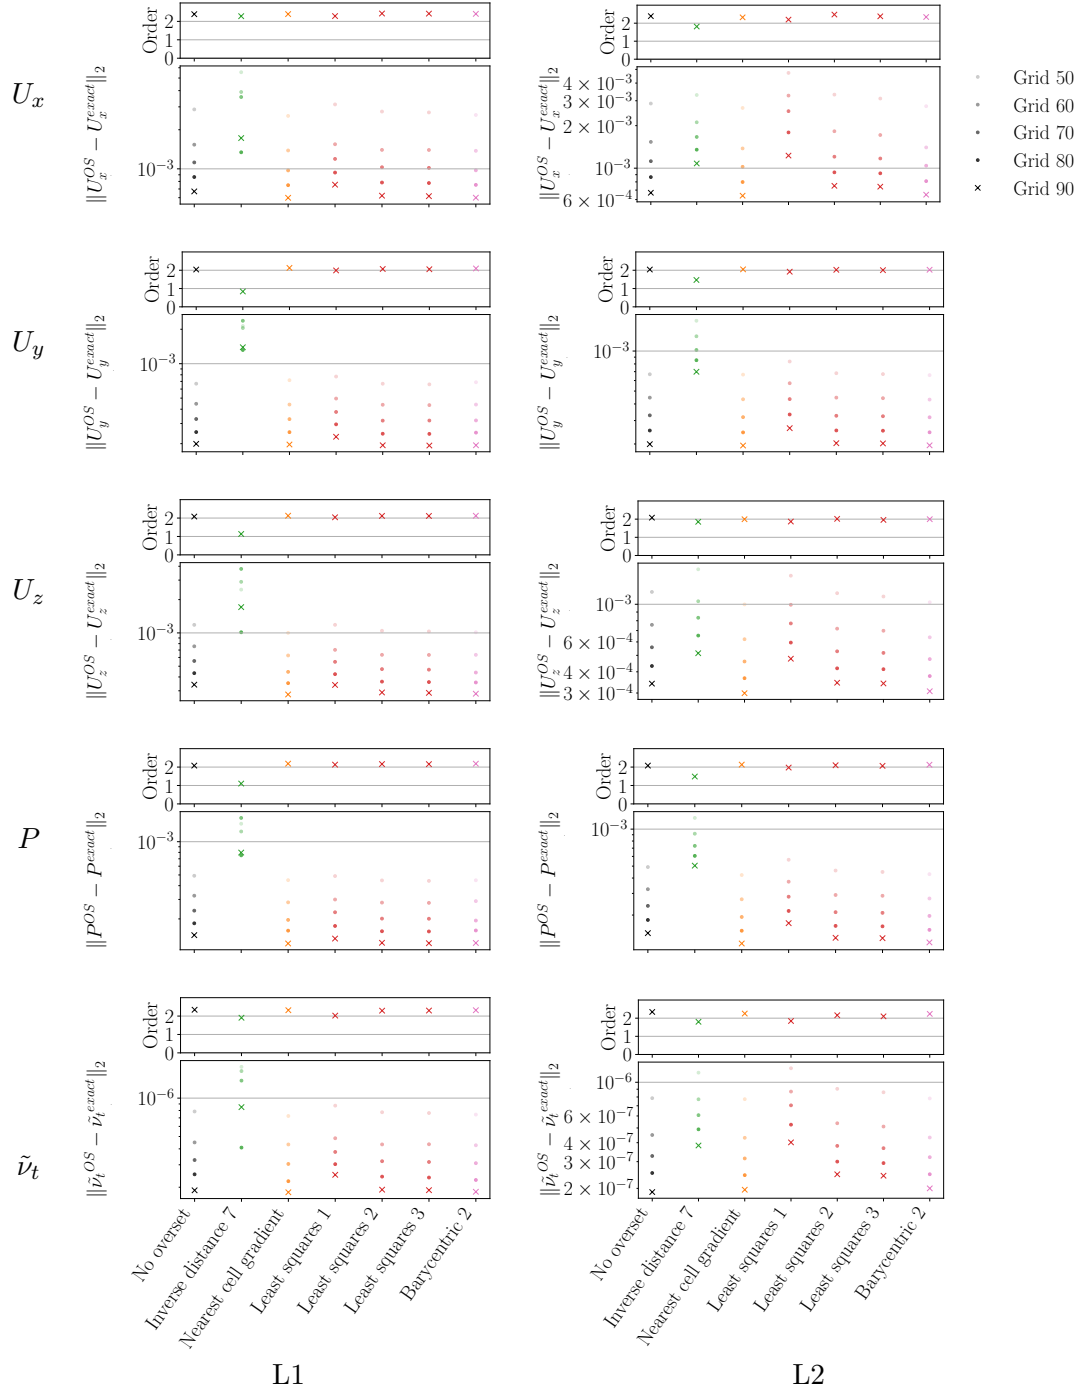 Order
2
1
0
Order
2
1
0
U_x
‖U_x^{OS} − U_x^{exact}‖_2
10^{−3}
‖U_x^{OS} − U_x^{exact}‖_2
4 × 10^{−3}
3 × 10^{−3}
2 × 10^{−3}
10^{−3}
6 × 10^{−4}
Grid 50
Grid 60
Grid 70
Grid 80
Grid 90
Order
2
1
0
Order
2
1
0
U_y
‖U_y^{OS} − U_y^{exact}‖_2
10^{−3}
‖U_y^{OS} − U_y^{exact}‖_2
10^{−3}
Order
2
1
0
Order
2
1
0
U_z
‖U_z^{OS} − U_z^{exact}‖_2
10^{−3}
‖U_z^{OS} − U_z^{exact}‖_2
10^{−3}
6 × 10^{−4}
4 × 10^{−4}
3 × 10^{−4}
Order
2
1
0
Order
2
1
0
P
‖P^{OS} − P^{exact}‖_2
10^{−3}
‖P^{OS} − P^{exact}‖_2
10^{−3}
Order
2
1
0
Order
2
1
0
ν̃_t
‖ν̃_t^{OS} − ν̃_t^{exact}‖_2
10^{−6}
‖ν̃_t^{OS} − ν̃_t^{exact}‖_2
10^{−6}
6 × 10^{−7}
4 × 10^{−7}
3 × 10^{−7}
2 × 10^{−7}
No overset
Inverse distance 7
Nearest cell gradient
Least squares 1
Least squares 2
Least squares 3
Barycentric 2
No overset
Inverse distance 7
Nearest cell gradient
Least squares 1
Least squares 2
Least squares 3
Barycentric 2
L1
L2